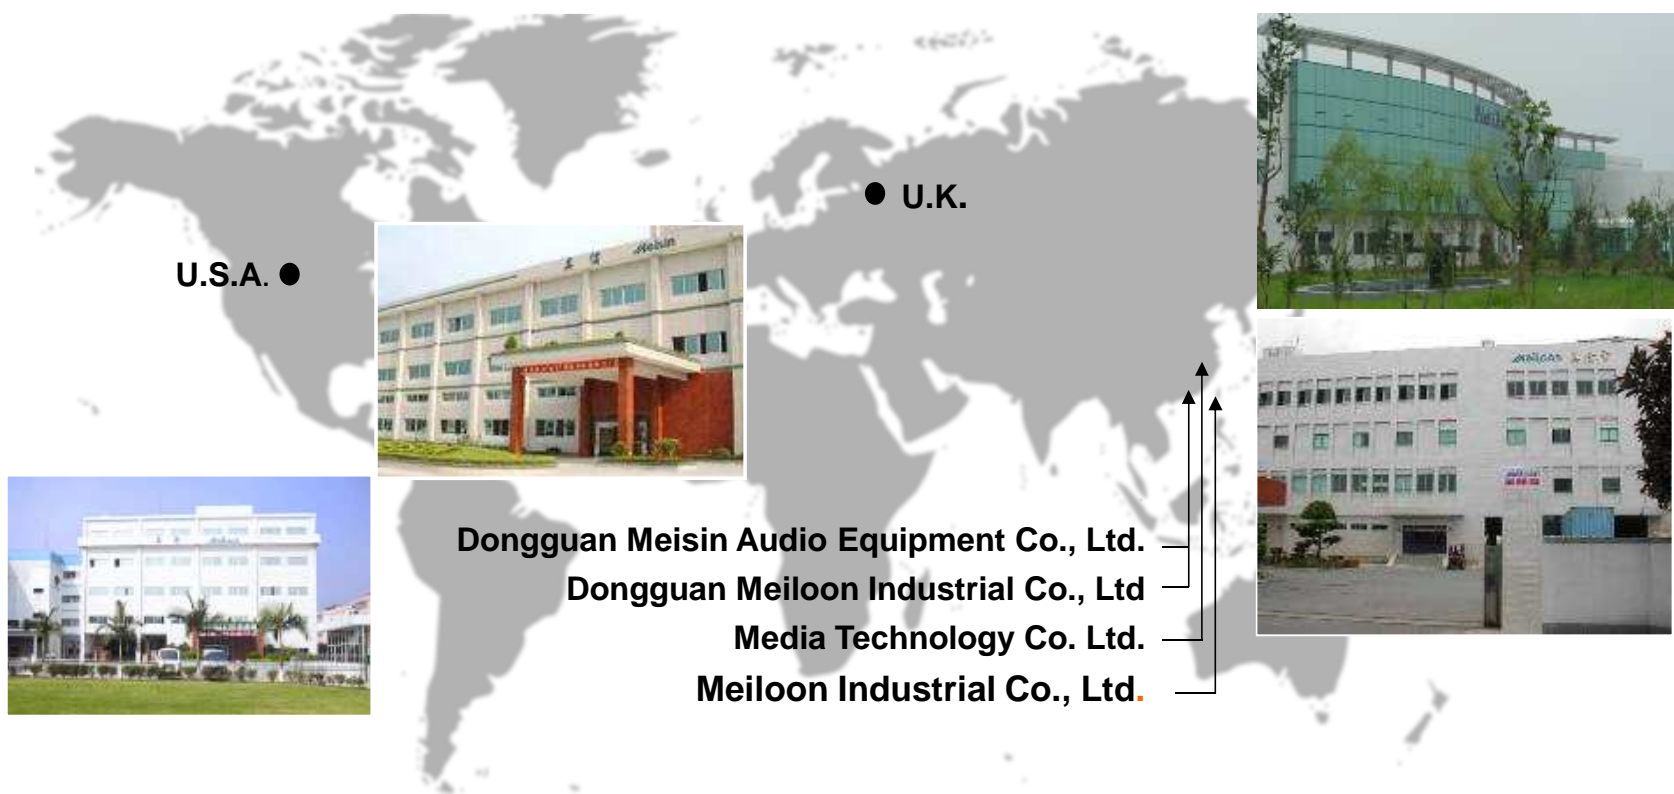 U.K.
U.S.A.
Meisin
Meiloon
Dongguan Meisin Audio Equipment Co., Ltd.
Dongguan Meiloon Industrial Co., Ltd
Media Technology Co. Ltd.
Meiloon Industrial Co., Ltd.